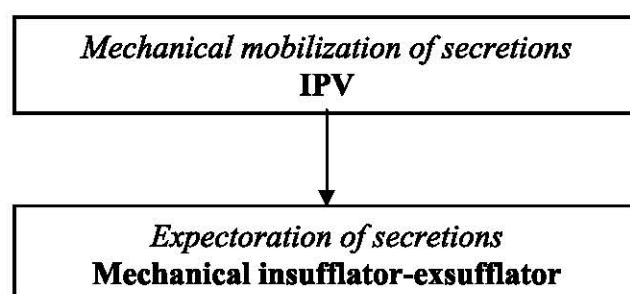 Mechanical mobilization of secretions
IPV
Expectoration of secretions
Mechanical insufflator-exsufflator